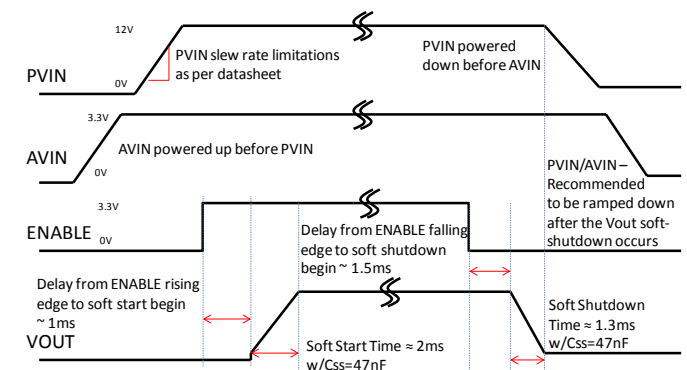 12V
PVIN
0V
PVIN slew rate limitations
as per datasheet
PVIN powered
down before AVIN
3.3V
AVIN
0V
AVIN powered up before PVIN
PVIN/AVIN –
Recommended
to be ramped down
after the Vout soft-
shutdown occurs
3.3V
ENABLE
0V
Delay from ENABLE falling
edge to soft shutdown
begin ~ 1.5ms
Delay from ENABLE rising
edge to soft start begin
~ 1ms
VOUT
Soft Start Time ≈ 2ms
w/Css=47nF
Soft Shutdown
Time ≈ 1.3ms
w/Css=47nF